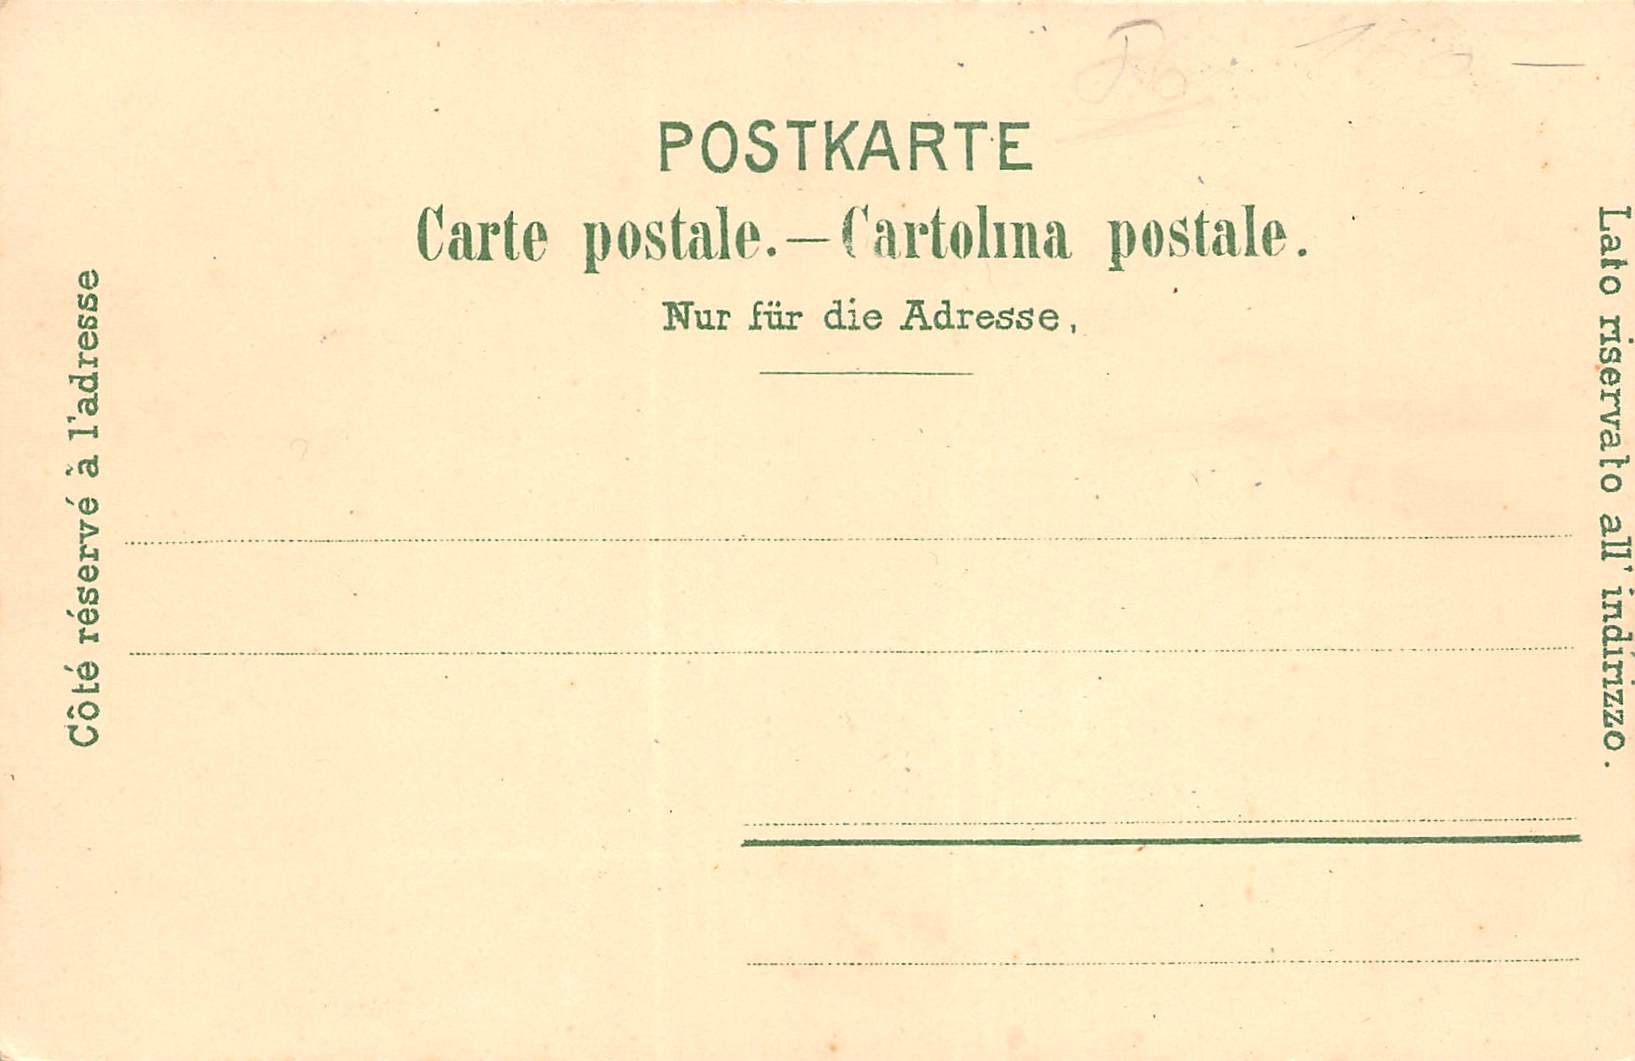 POSTKARTE
Carte postale. — Cartolina postale.
Nur für die Adresse,
Côté réservé à l'adresse
Lato riservato all' indirizzo.